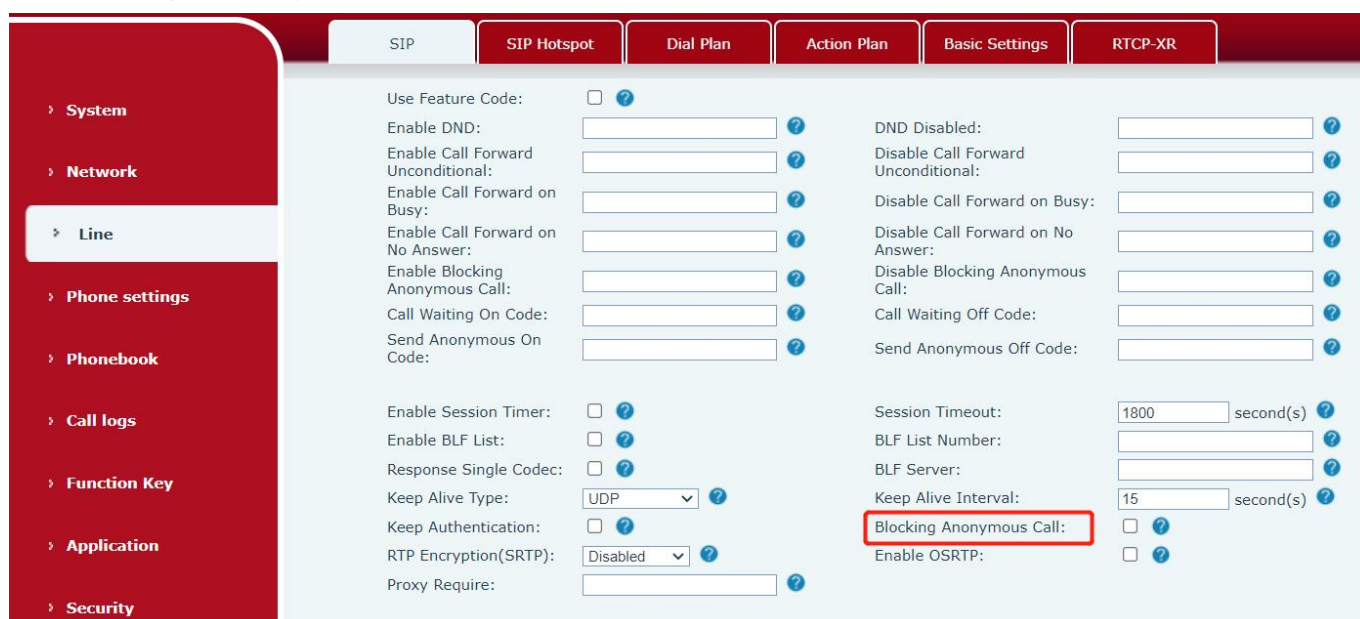 SIP
SIP Hotspot
Dial Plan
Action Plan
Basic Settings
RTCP-XR
System
Network
Line
Phone settings
Phonebook
Call logs
Function Key
Application
Security
Use Feature Code:
Enable DND:
DND Disabled:
Enable Call Forward
Unconditional:
Disable Call Forward
Unconditional:
Enable Call Forward on
Busy:
Disable Call Forward on Busy:
Enable Call Forward on
No Answer:
Disable Call Forward on No
Answer:
Enable Blocking
Anonymous Call:
Disable Blocking Anonymous
Call:
Call Waiting On Code:
Call Waiting Off Code:
Send Anonymous On
Code:
Send Anonymous Off Code:
Enable Session Timer:
Session Timeout: 1800 second(s)
Enable BLF List:
BLF List Number:
Response Single Codec:
BLF Server:
Keep Alive Type: UDP
Keep Alive Interval: 15 second(s)
Keep Authentication:
Blocking Anonymous Call:
RTP Encryption(SRTP): Disabled
Enable OSRTP:
Proxy Require: